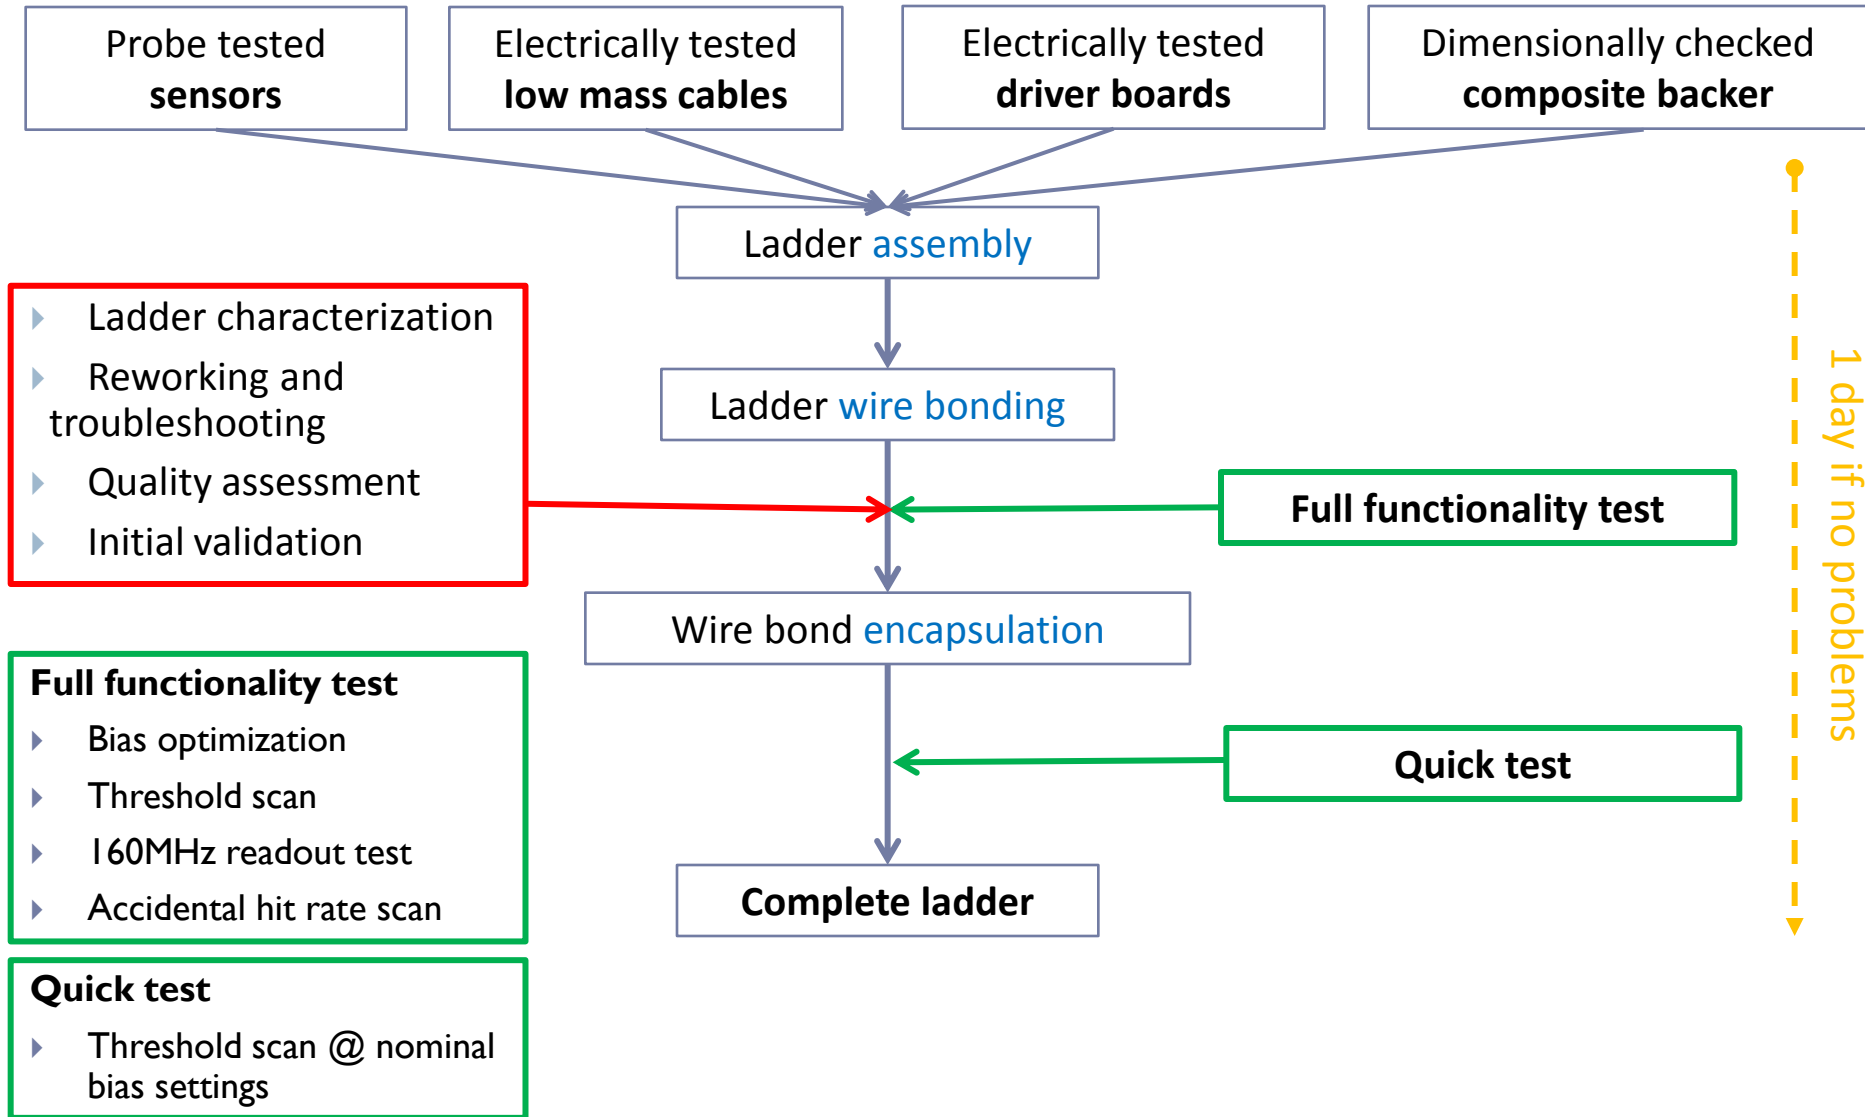 Probe tested
sensors
Electrically tested
low mass cables
Electrically tested
driver boards
Dimensionally checked
composite backer
Ladder assembly
Ladder characterization
Reworking and
troubleshooting
Quality assessment
Initial validation
Ladder wire bonding
Full functionality test
1 day if no problems
Wire bond encapsulation
Full functionality test
Bias optimization
Threshold scan
160MHz readout test
Accidental hit rate scan
Quick test
Complete ladder
Quick test
Threshold scan @ nominal
bias settings